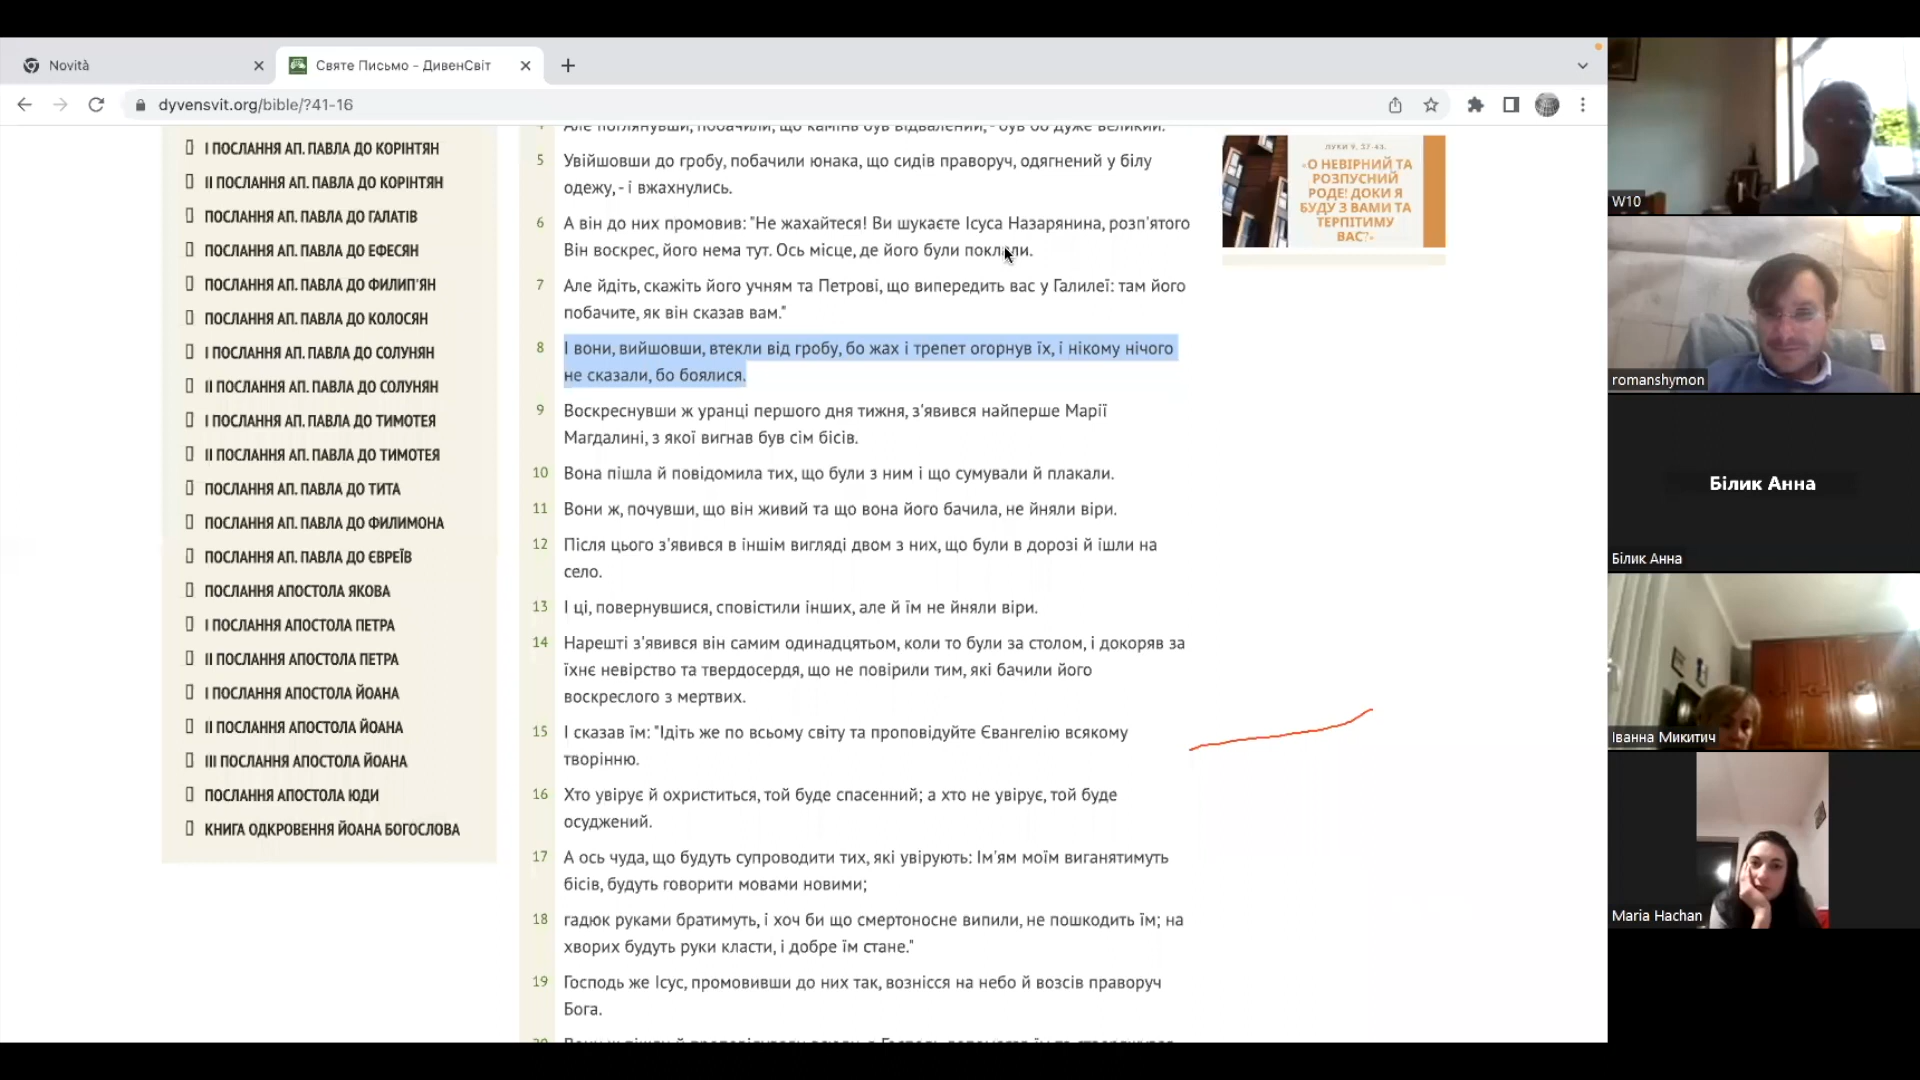 Novità
Святе Письмо - ДивенСвіт
dyvensvit.org/bible/?41-16
І ПОСЛАННЯ АП. ПАВЛА ДО КОРІНТЯН
ІІ ПОСЛАННЯ АП. ПАВЛА ДО КОРІНТЯН
ПОСЛАННЯ АП. ПАВЛА ДО ГАЛАТІВ
ПОСЛАННЯ АП. ПАВЛА ДО ЕФЕСЯН
ПОСЛАННЯ АП. ПАВЛА ДО ФИЛИП'ЯН
ПОСЛАННЯ АП. ПАВЛА ДО КОЛОСЯН
І ПОСЛАННЯ АП. ПАВЛА ДО СОЛУНЯН
ІІ ПОСЛАННЯ АП. ПАВЛА ДО СОЛУНЯН
І ПОСЛАННЯ АП. ПАВЛА ДО ТИМОТЕЯ
ІІ ПОСЛАННЯ АП. ПАВЛА ДО ТИМОТЕЯ
ПОСЛАННЯ АП. ПАВЛА ДО ТИТА
ПОСЛАННЯ АП. ПАВЛА ДО ФИЛИМОНА
ПОСЛАННЯ АП. ПАВЛА ДО ЄВРЕЇВ
ПОСЛАННЯ АПОСТОЛА ЯКОВА
І ПОСЛАННЯ АПОСТОЛА ПЕТРА
ІІ ПОСЛАННЯ АПОСТОЛА ПЕТРА
І ПОСЛАННЯ АПОСТОЛА ЙОАНА
ІІ ПОСЛАННЯ АПОСТОЛА ЙОАНА
ІІІ ПОСЛАННЯ АПОСТОЛА ЙОАНА
ПОСЛАННЯ АПОСТОЛА ЮДИ
КНИГА ОДКРОВЕННЯ ЙОАНА БОГОСЛОВА
Але поглянувши, побачили, що камінь був відвалений, - був бо дуже великий.
5 Увійшовши до гробу, побачили юнака, що сидів праворуч, одягнений у білу
одежу, - і вжахнулись.
6 А він до них промовив: "Не жахайтеся! Ви шукаєте Ісуса Назарянина, розп'ятого
Він воскрес, його нема тут. Ось місце, де його були поклали.
7 Але йдіть, скажіть його учням та Петрові, що випередить вас у Галилеї: там його
побачите, як він сказав вам."
8 І вони, вийшовши, втекли від гробу, бо жах і трепет огорнув їх, і нікому нічого
не сказали, бо боялися.
9 Воскреснувши ж уранці першого дня тижня, з'явився найперше Марії
Магдалині, з якої вигнав був сім бісів.
10 Вона пішла й повідомила тих, що були з ним і що сумували й плакали.
11 Вони ж, почувши, що він живий та що вона його бачила, не йняли віри.
12 Після цього з'явився в іншім вигляді двом з них, що були в дорозі й ішли на
село.
13 І ці, повернувшися, сповістили інших, але й їм не йняли віри.
14 Нарешті з'явився він самим одинадцятьом, коли то були за столом, і докоряв за
їхнє невірство та твердосердя, що не повірили тим, які бачили його
воскреслого з мертвих.
15 І сказав їм: "Ідіть же по всьому світу та проповідуйте Євангелію всякому
творінню.
16 Хто увірує й охриститься, той буде спасенний; а хто не увірує, той буде
осуджений.
17 А ось чуда, що будуть супроводити тих, які увірують: Ім'ям моїм виганятимуть
бісів, будуть говорити мовами новими;
18 гадюк руками братимуть, і хоч би що смертоносне випили, не пошкодить їм; на
хворих будуть руки класти, і добре їм стане."
19 Господь же Ісус, промовивши до них так, вознісся на небо й возсів праворуч
Бога.
ЛУКИ 9, 37-43.
«О НЕВІРНИЙ ТА
РОЗПУСНИЙ
РОДЕ! ДОКИ Я
БУДУ З ВАМИ ТА
ТЕРПІТИМУ
ВАС?»
W10
romanshymon
Білик Анна
Білик Анна
Іванна Микитич
Maria Hachan